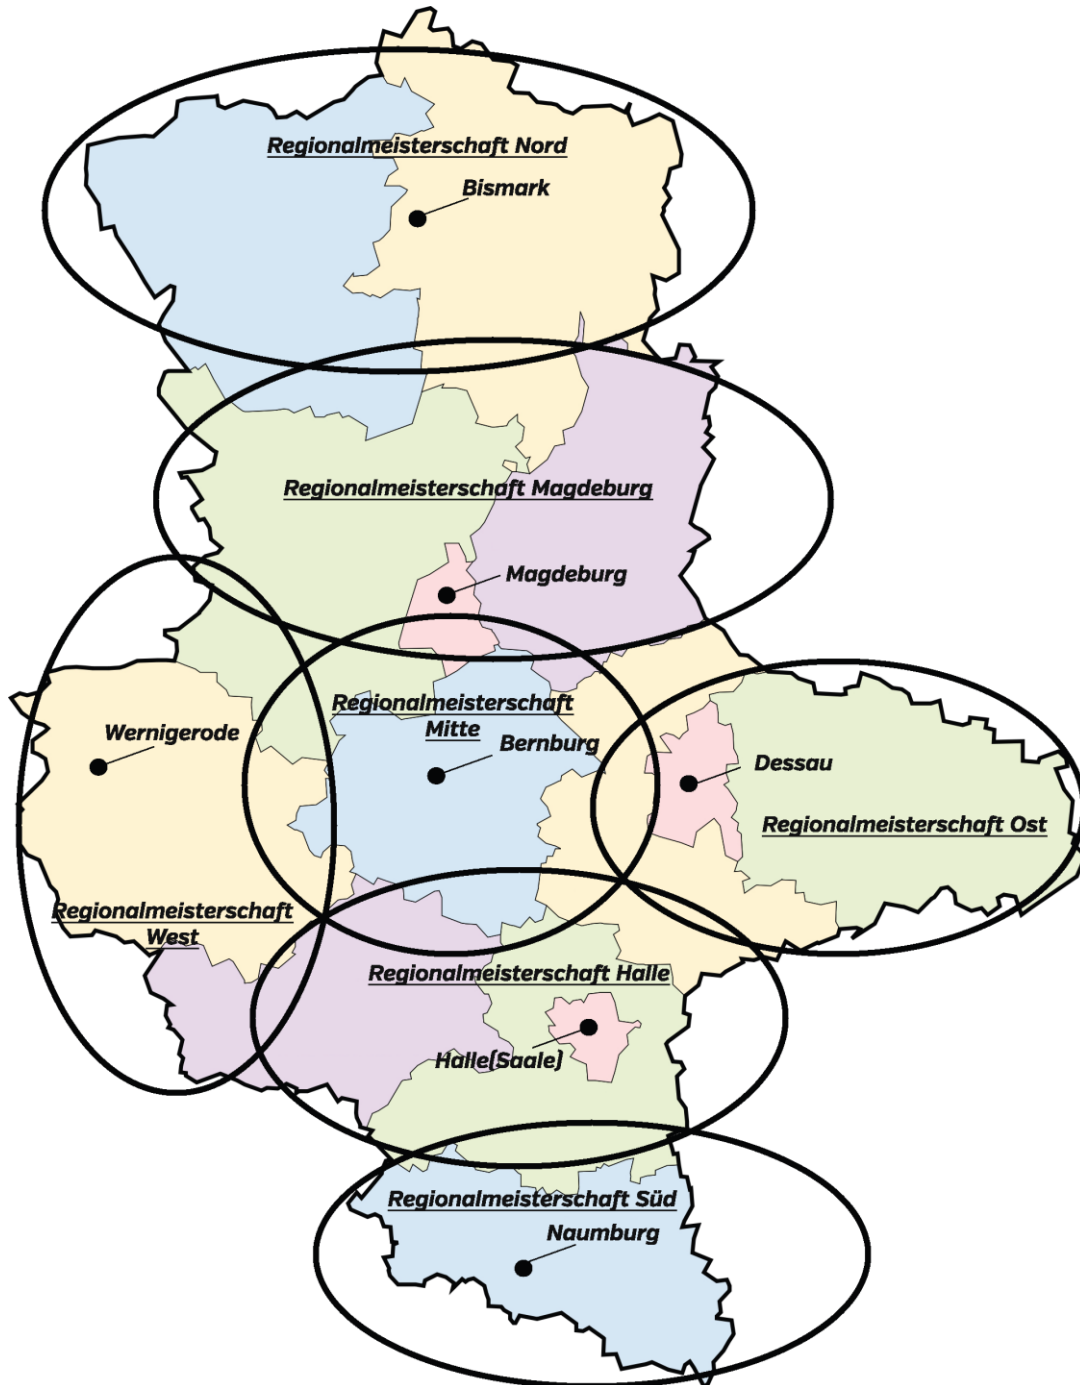 Regionalmeisterschaft Nord
Bismark
Regionalmeisterschaft Magdeburg
Magdeburg
Regionalmeisterschaft
Mitte
Wernigerode
Bernburg
Dessau
Regionalmeisterschaft Ost
Regionalmeisterschaft
West
Regionalmeisterschaft Halle
Halle(Saale)
Regionalmeisterschaft Süd
Naumburg